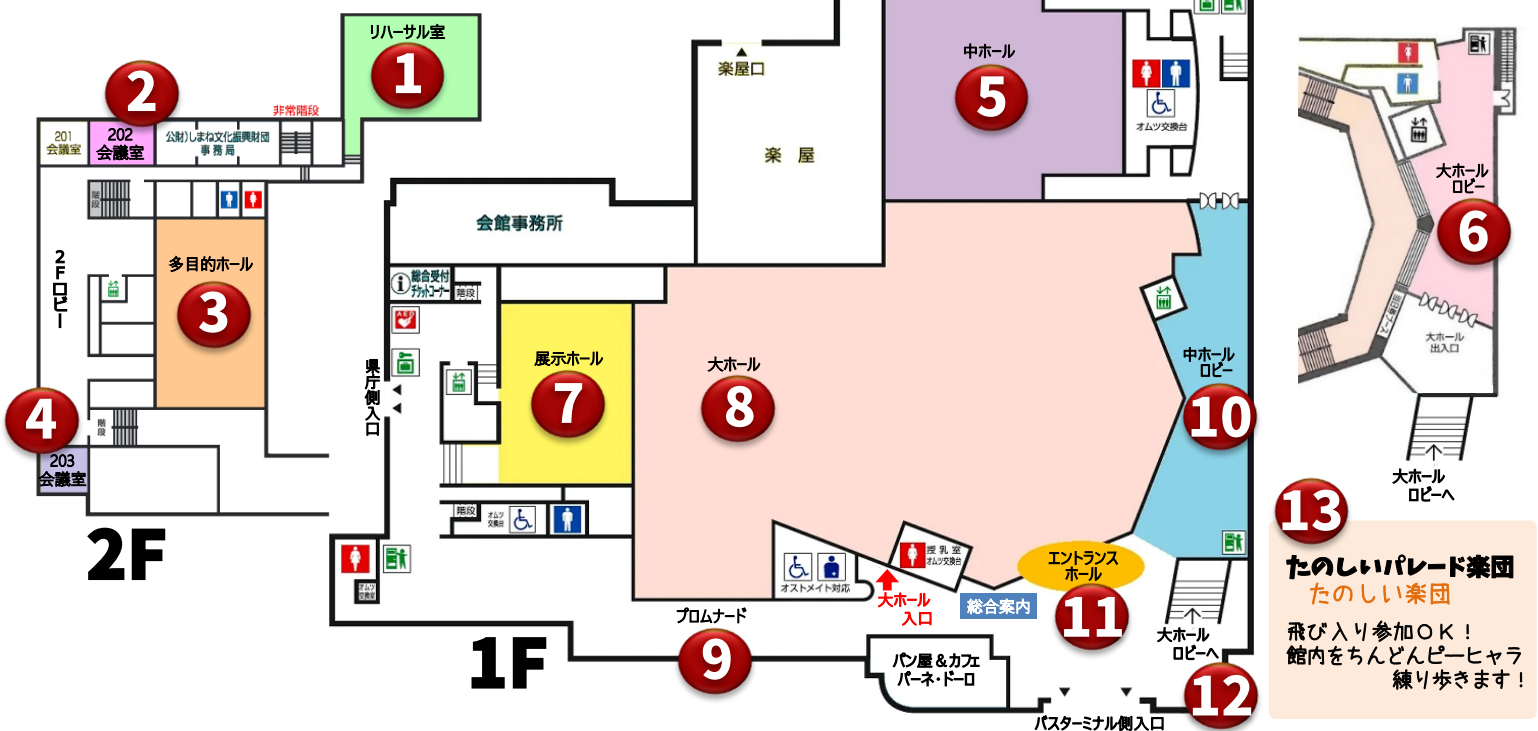 リハーサル室
1
2
非常階段
201
会議室
202
会議室
公財)しまね文化振興財団
事務局
階段
多目的ホール
3
2Fロビー
4
階段
203
会議室
2F
楽屋口
楽屋
中ホール
5
オムツ交換台
会館事務所
総合受付
チケットコーナー
階段
AED
県庁側入口
展示ホール
7
大ホール
8
中ホール
ロビー
10
階段
オムツ
交換台
オムツ
交換室
オストメイト対応
授乳室
オムツ交換台
大ホール
入口
総合案内
エントランス
ホール
11
プロムナード
9
1F
パン屋&カフェ
パーネ・ドーロ
大ホール
ロビーへ
12
バスターミナル側入口
大ホール
ロビー
6
大ホール
出入口
大ホール
ロビーへ
13
たのしいパレード楽団
たのしい楽団
飛び入り参加OK!
館内をちんどんピーヒャラ
練り歩きます!